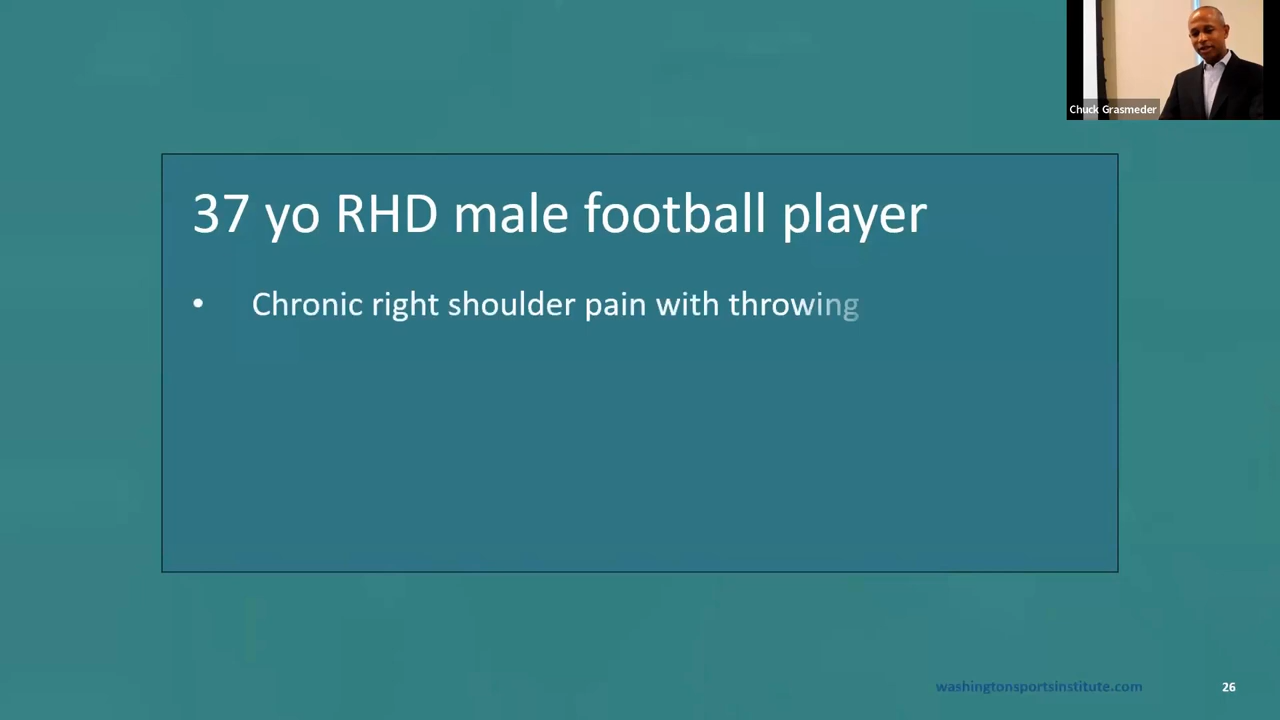 Chuck Grasmeder
37 yo RHD male football player
• Chronic right shoulder pain with throwing
washingtonsportsinstitute.com
26